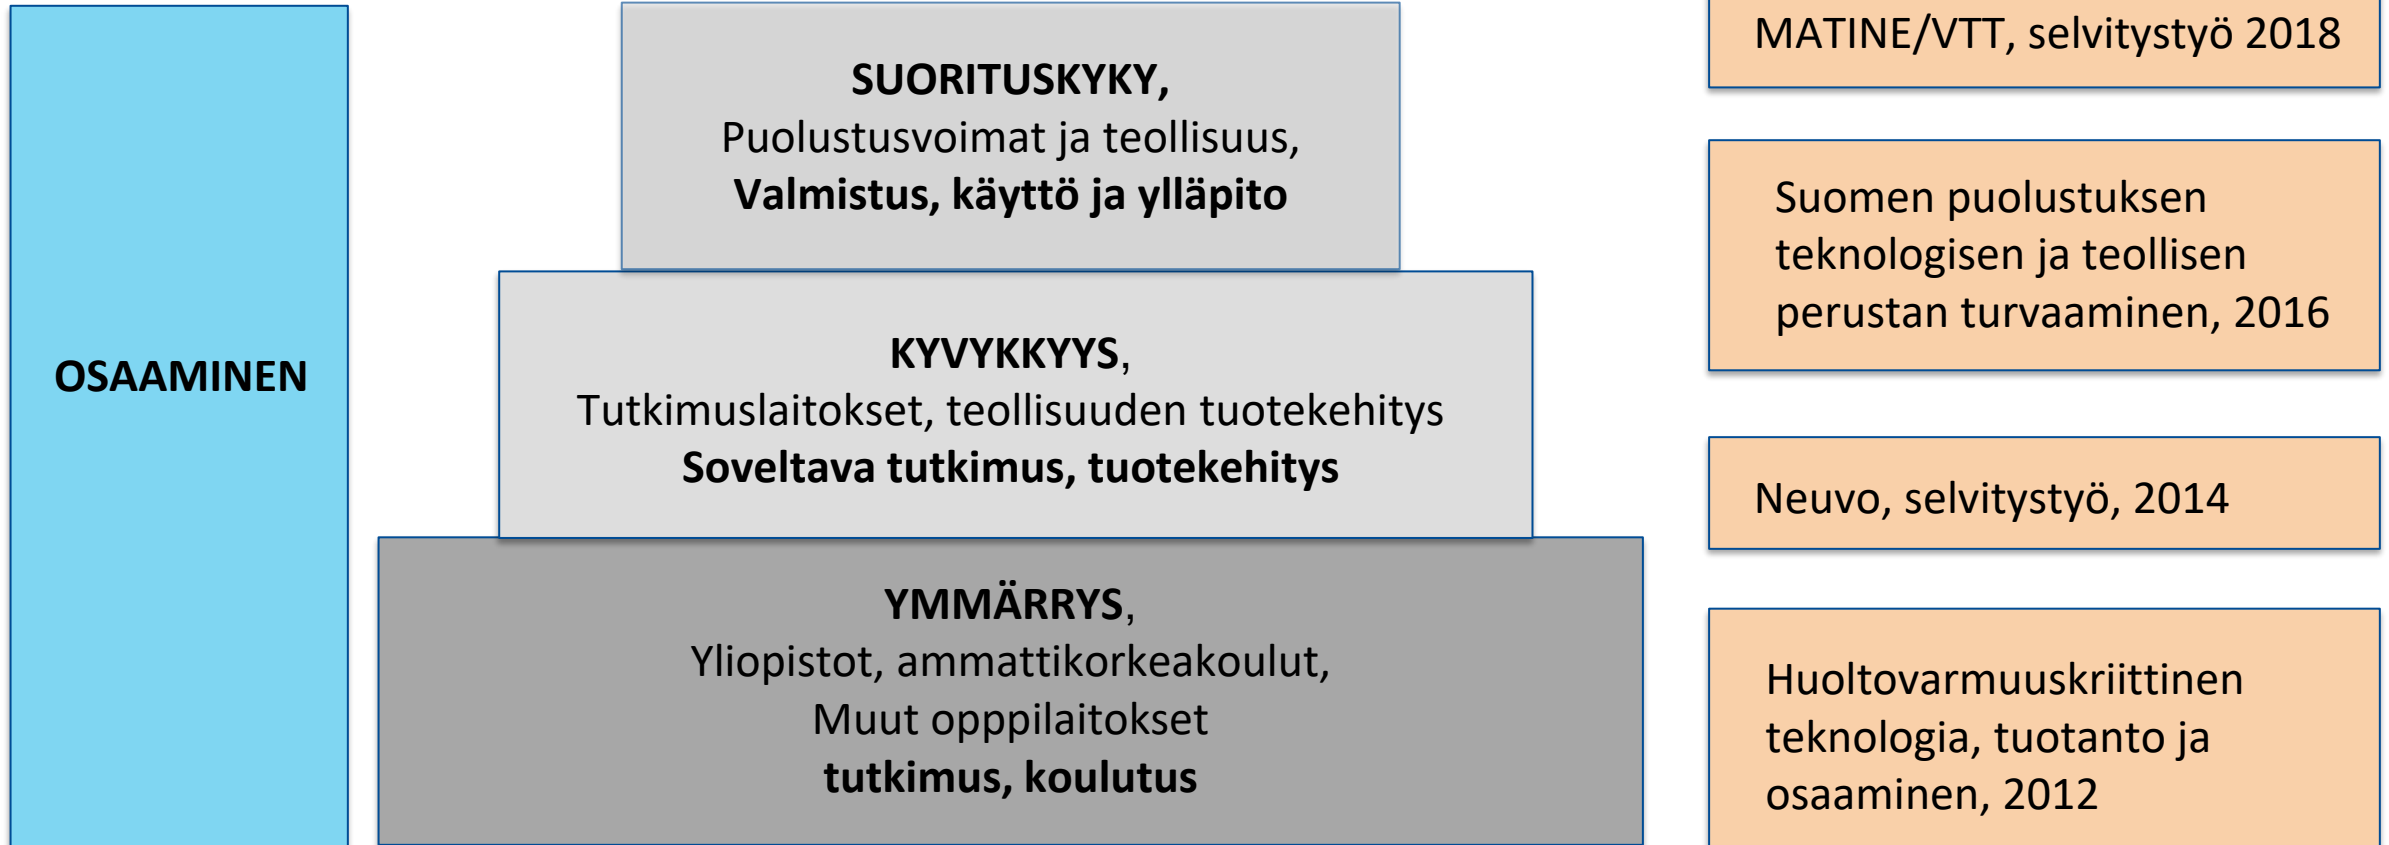 OSAAMINEN
SUORITUSKYKY,
Puolustusvoimat ja teollisuus,
Valmistus, käyttö ja ylläpito
KYVYKKYYS,
Tutkimuslaitokset, teollisuuden tuotekehitys
Soveltava tutkimus, tuotekehitys
YMMÄRRYS,
Yliopistot, ammattikorkeakoulut,
Muut opppilaitokset
tutkimus, koulutus
MATINE/VTT, selvitystyö 2018
Suomen puolustuksen
teknologisen ja teollisen
perustan turvaaminen, 2016
Neuvo, selvitystyö, 2014
Huoltovarmuuskriittinen
teknologia, tuotanto ja
osaaminen, 2012